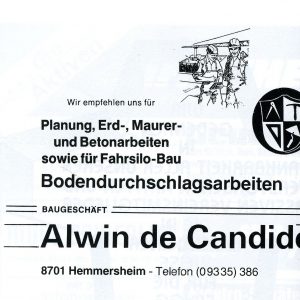 Wir empfehlen uns für
Planung, Erd-, Maurer-
und Betonarbeiten
sowie für Fahrsilo-Bau
Bodendurchschlagsarbeiten
BAUGESCHÄFT
Alwin de Candido
8701 Hemmersheim - Telefon (09335) 386